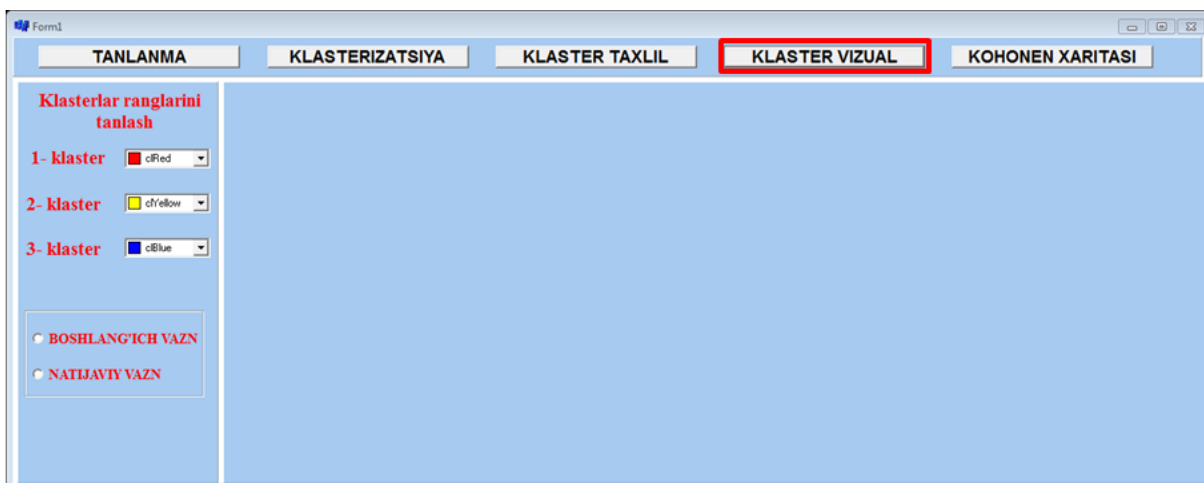 Form1
TANLANMA KLASTERIZATSIYA KLASTER TAXLIL KLASTER VIZUAL KOHONEN XARITASI
Klasterlar ranglarini
tanlash
1- klaster clRed
2- klaster clYellow
3- klaster clBlue
BOSHLANG'ICH VAZN
NATIJAVIY VAZN